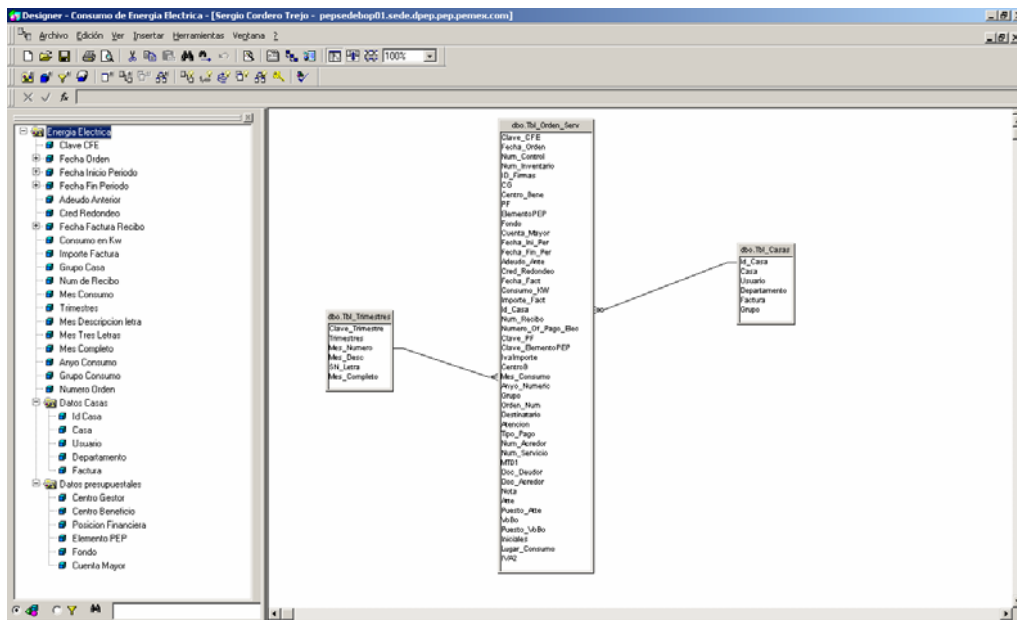 Designer - Consumo de Energia Electrica - [Sergio Cordero Trejo - pepsedebop01.sede.dpep.pep.pemex.com]
Archivo Edición Ver Insertar Herramientas Ventana ?
100%
Energia Electrica
Clave CFE
Fecha Orden
Fecha Inicio Periodo
Fecha Fin Periodo
Adeudo Anterior
Cred Redondeo
Fecha Factura Recibo
Consumo en Kw
Importe Factura
Grupo Casa
Num de Recibo
Mes Consumo
Trimestres
Mes Descripcion letra
Mes Tres Letras
Mes Completo
Anyo Consumo
Grupo Consumo
Numero Orden
Datos Casas
Id Casa
Casa
Usuario
Departamento
Factura
Datos presupuestales
Centro Gestor
Centro Beneficio
Posicion Financiera
Elemento PEP
Fondo
Cuenta Mayor
dbo.Tbl_Trimestres
Clave_Trimestre
Trimestres
Mes_Numero
Mes_Desc
SN_Letra
Mes_Completo
dbo.Tbl_Orden_Serv
Clave_CFE
Fecha_Orden
Num_Control
Num_Inventario
ID_Firmas
CG
Centro_Bene
PF
ElementoPEP
Fondo
Cuenta_Mayor
Fecha_Ini_Per
Fecha_Fin_Per
Adeudo_Ante
Cred_Redondeo
Fecha_Fact
Consumo_KW
Importe_Fact
Id_Casa
Num_Recibo
Numero_Of_Pago_Elec
Clave_PF
Clave_ElementoPEP
IvaImporte
CentroB
Mes_Consumo
Anyo_Numeric
Grupo
Orden_Num
Destinatario
Atencion
Tipo_Pago
Num_Acredor
Num_Servicio
MTO1
Doc_Deudor
Doc_Acredor
Nota
Atte
Puesto_Atte
VoBo
Puesto_VoBo
Iniciales
Lugar_Consumo
IVA2
dbo.Tbl_Casas
Id_Casa
Casa
Usuario
Departamento
Factura
Grupo